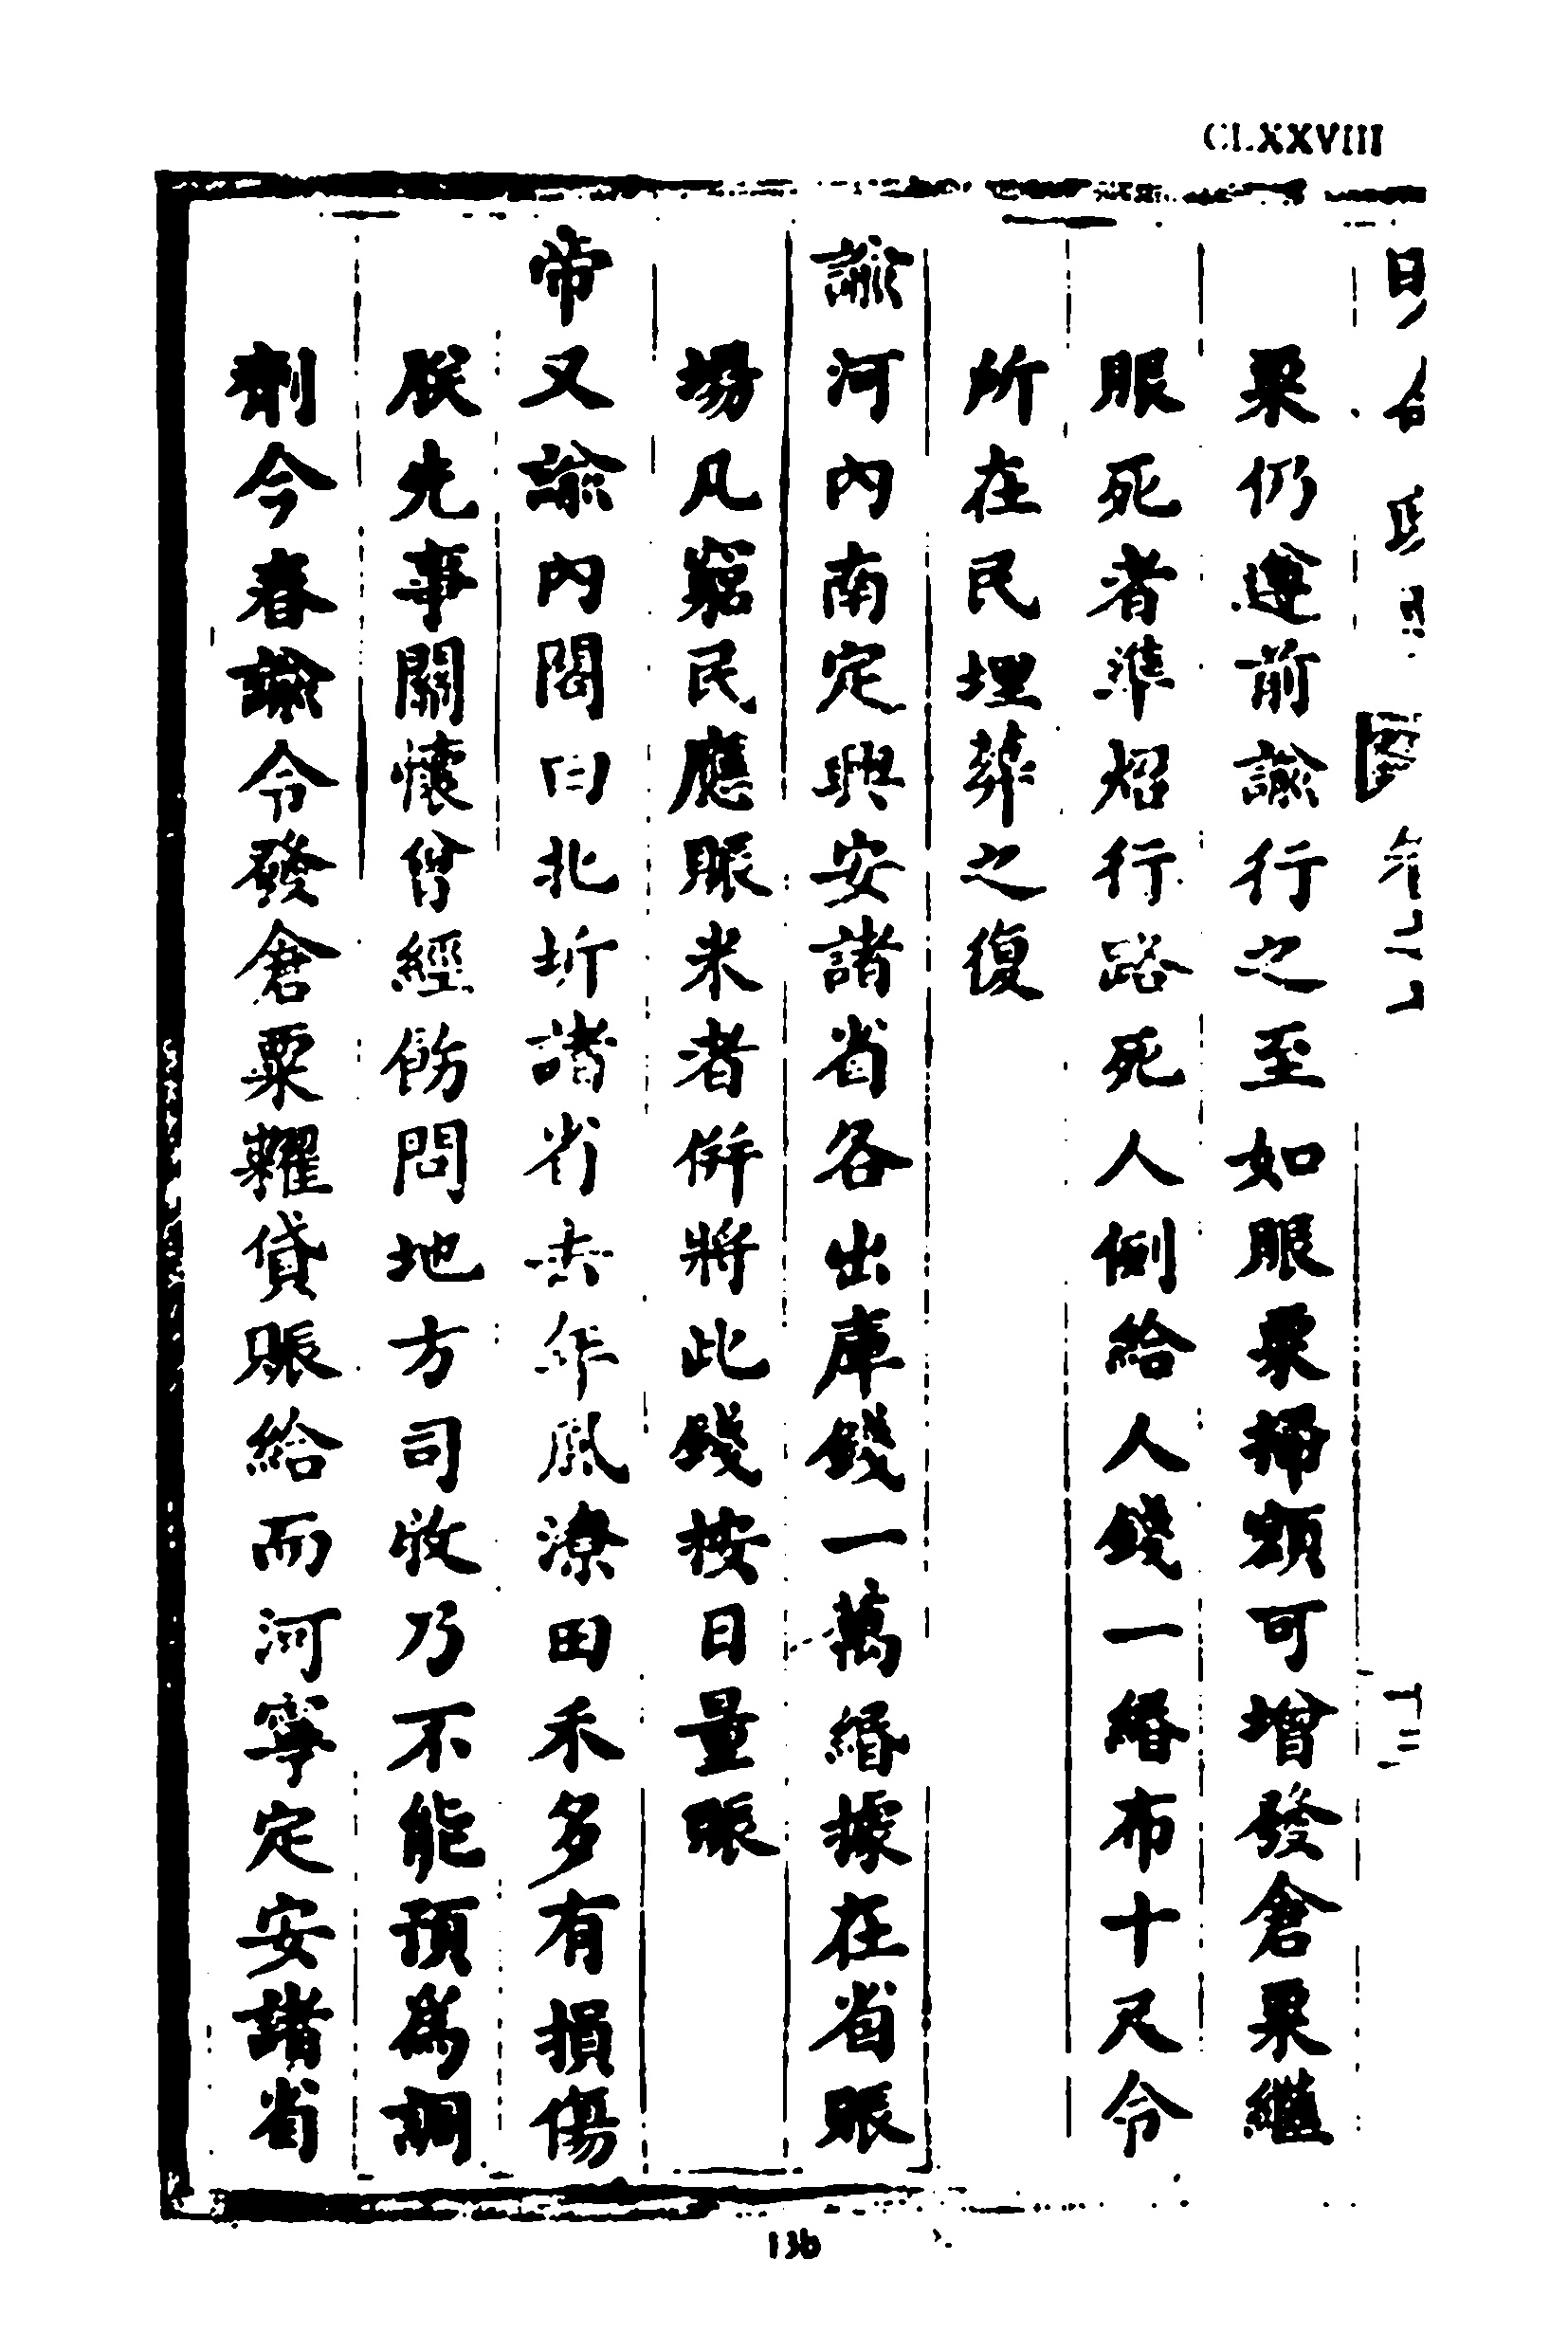 CLXXVIII
粟仍遵前諭行之至如賑粟掃額可增發倉粟繼
賑死者準炤行路死人例給人錢一緡布十尺令
所在民埋葬之復
諭河內南定興安諸省各出庫錢一萬緡據在省賑
場凡窮民應賑米者併將此錢按日量賑
帝又諭內閣曰北圻諸省去年風潦田禾多有損傷
朕先事關懷曾經飭問地方司牧乃不能預為調
劑今春諭令發倉粟糶貸賑給而河寧定安諸省
13b